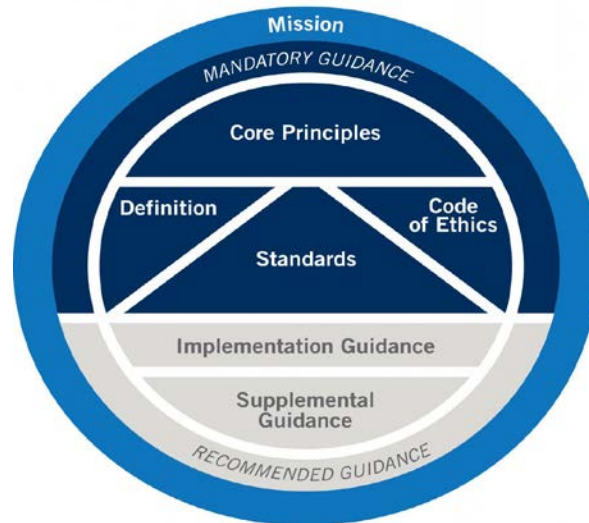 Mission
MANDATORY GUIDANCE
Core Principles
Definition
Code
of Ethics
Standards
Implementation Guidance
Supplemental
Guidance
RECOMMENDED GUIDANCE